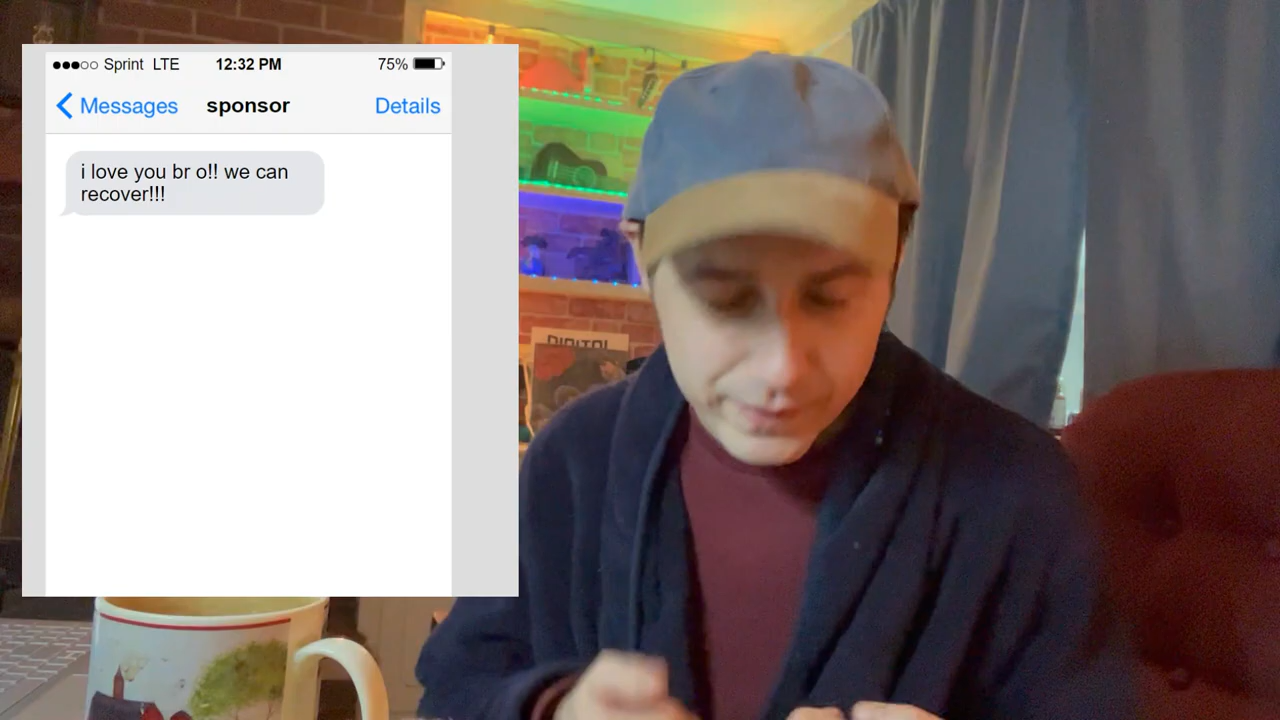 Sprint LTE 12:32 PM 75%
Messages sponsor Details
i love you br o!! we can
recover!!!
DIGITAL